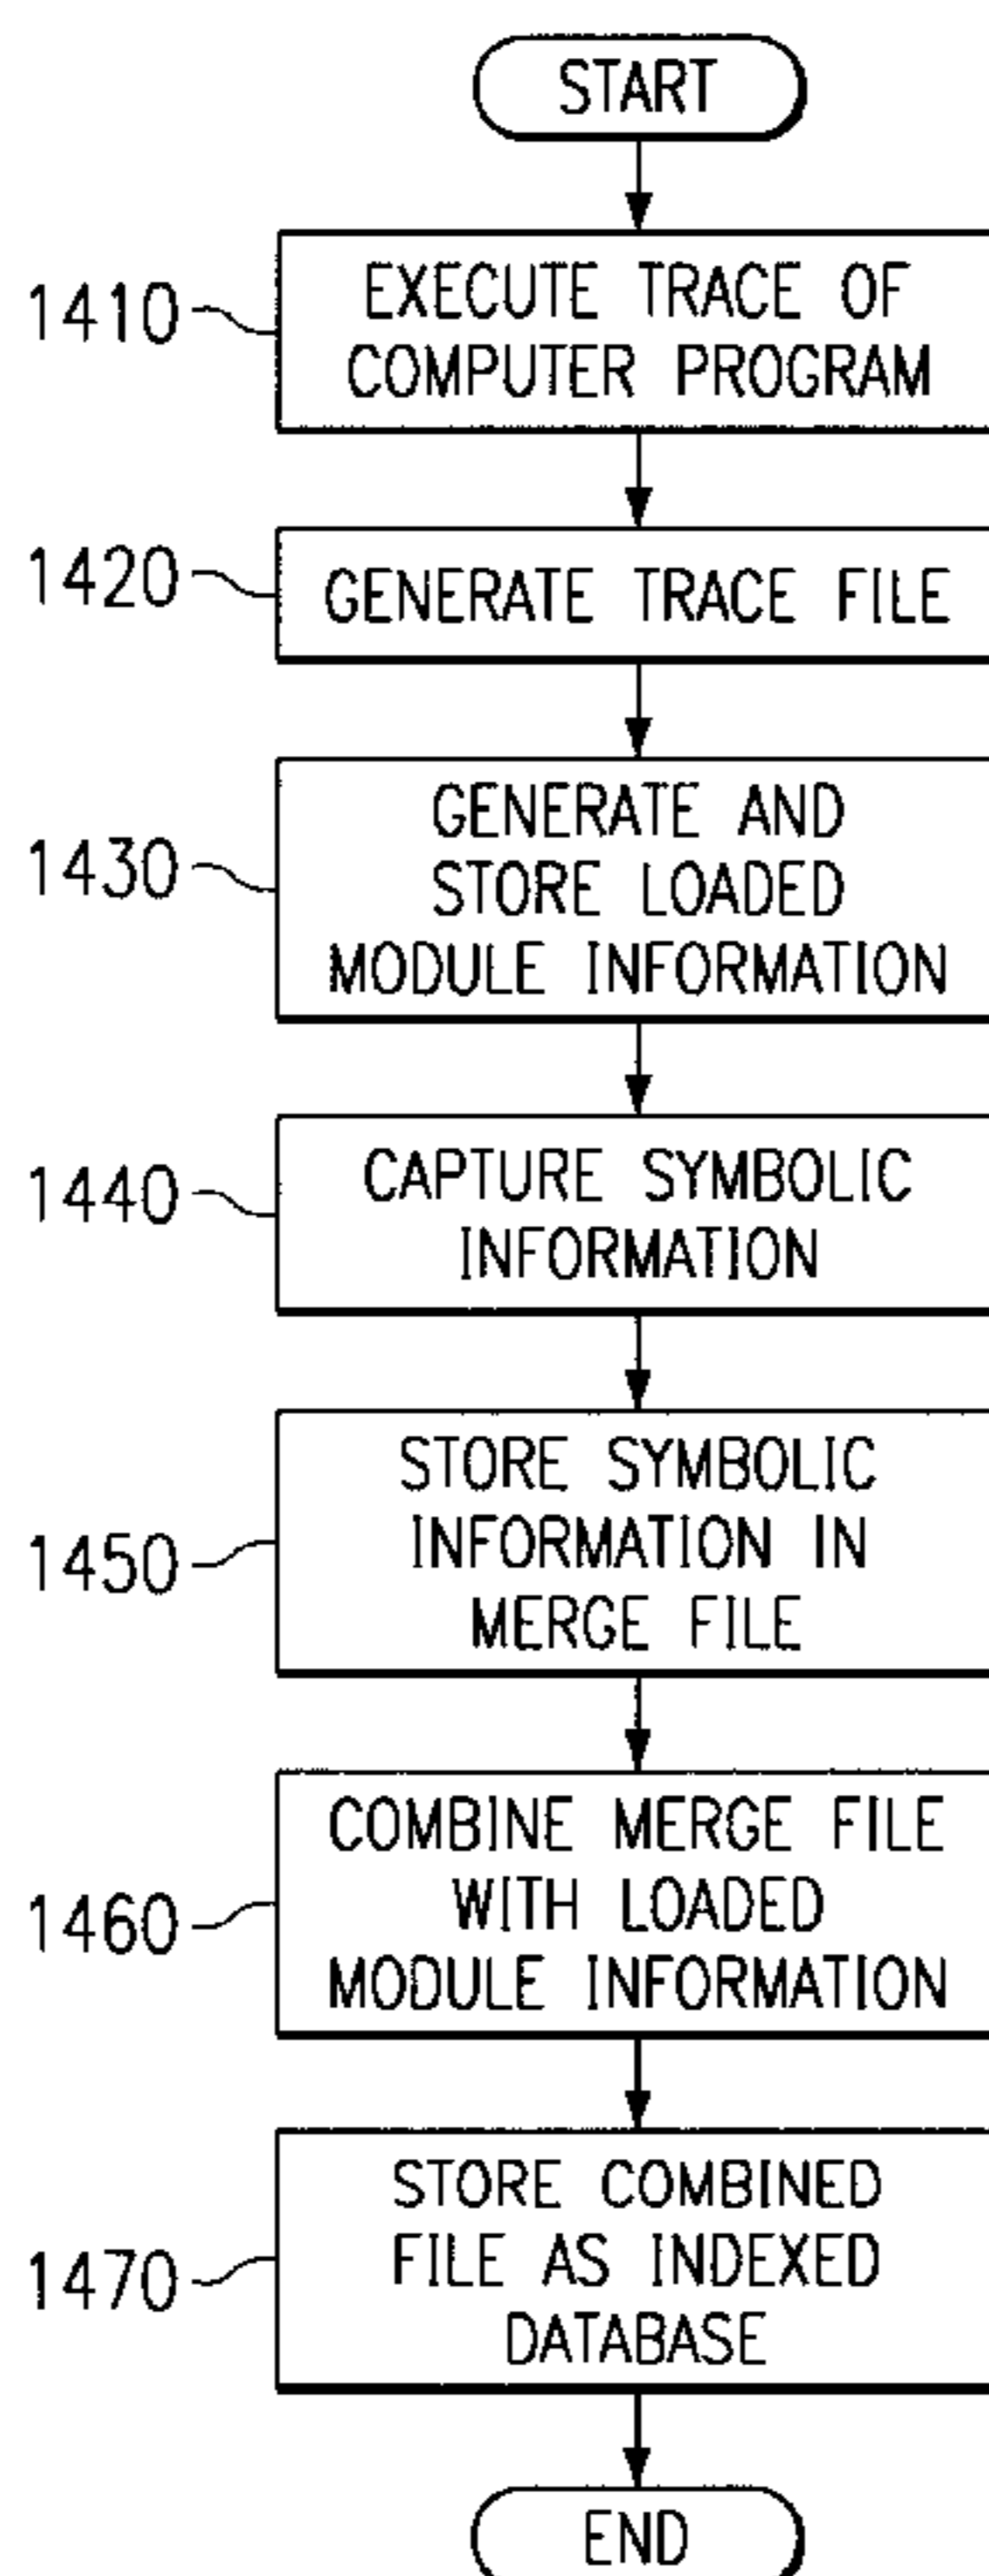 START
1410
EXECUTE TRACE OF
COMPUTER PROGRAM
1420
GENERATE TRACE FILE
1430
GENERATE AND
STORE LOADED
MODULE INFORMATION
1440
CAPTURE SYMBOLIC
INFORMATION
1450
STORE SYMBOLIC
INFORMATION IN
MERGE FILE
1460
COMBINE MERGE FILE
WITH LOADED
MODULE INFORMATION
1470
STORE COMBINED
FILE AS INDEXED
DATABASE
END